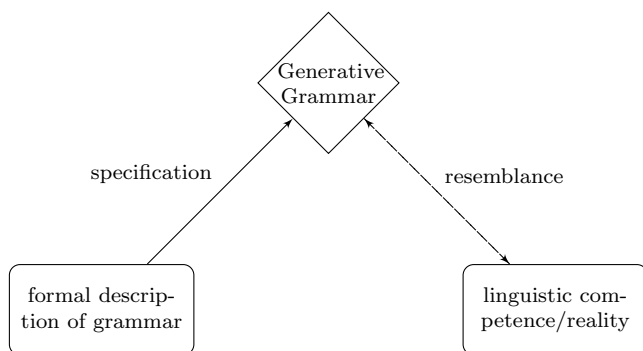 Generative
Grammar
specification
resemblance
formal descrip-
tion of grammar
linguistic com-
petence/reality